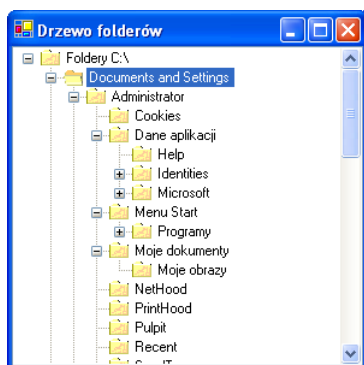 Drzewo folderów
Foldery C:\
Documents and Settings
Administrator
Cookies
Dane aplikacji
Help
Identities
Microsoft
Menu Start
Programy
Moje dokumenty
Moje obrazy
NetHood
PrintHood
Pulpit
Recent